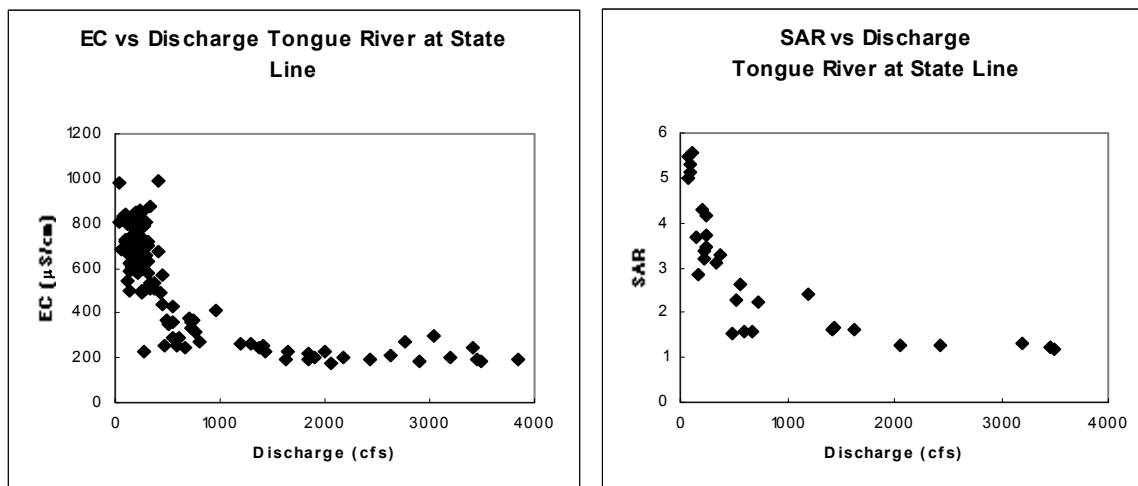 EC vs Discharge Tongue River at State
Line
EC (µS/cm)
1200
1000
800
600
400
200
0
0 1000 2000 3000 4000
Discharge (cfs)
SAR vs Discharge
Tongue River at State Line
SAR
6
5
4
3
2
1
0
0 1000 2000 3000 4000
Discharge (cfs)